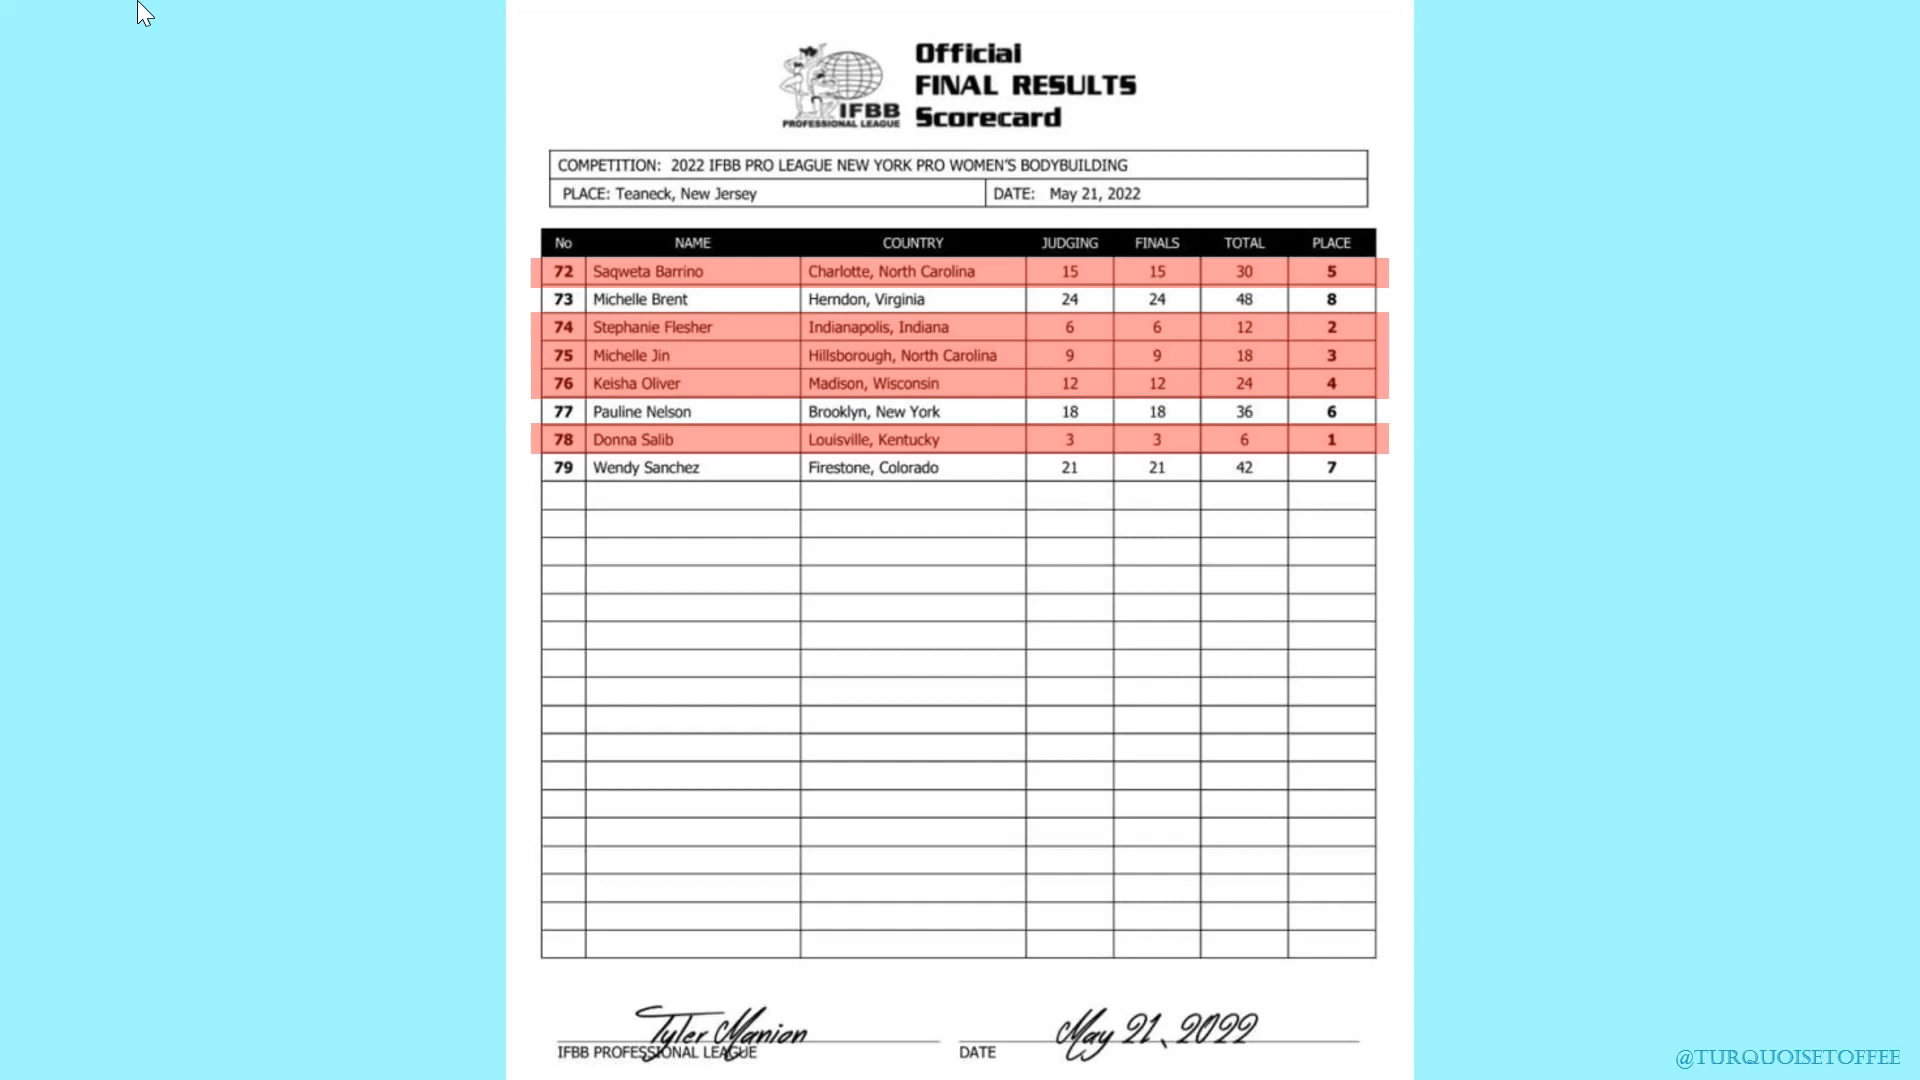 Official
FINAL RESULTS
Scorecard
IFBB
PROFESSIONAL LEAGUE
COMPETITION: 2022 IFBB PRO LEAGUE NEW YORK PRO WOMEN'S BODYBUILDING
PLACE: Teaneck, New Jersey DATE: May 21, 2022
No NAME COUNTRY JUDGING FINALS TOTAL PLACE
72 Saqweta Barrino Charlotte, North Carolina 15 15 30 5
73 Michelle Brent Herndon, Virginia 24 24 48 8
74 Stephanie Flesher Indianapolis, Indiana 6 6 12 2
75 Michelle Jin Hillsborough, North Carolina 9 9 18 3
76 Keisha Oliver Madison, Wisconsin 12 12 24 4
77 Pauline Nelson Brooklyn, New York 18 18 36 6
78 Donna Salib Louisville, Kentucky 3 3 6 1
79 Wendy Sanchez Firestone, Colorado 21 21 42 7
Tyler Manion May 21, 2022
IFBB PROFESSIONAL LEAGUE DATE
@TURQUOISETOFFEE